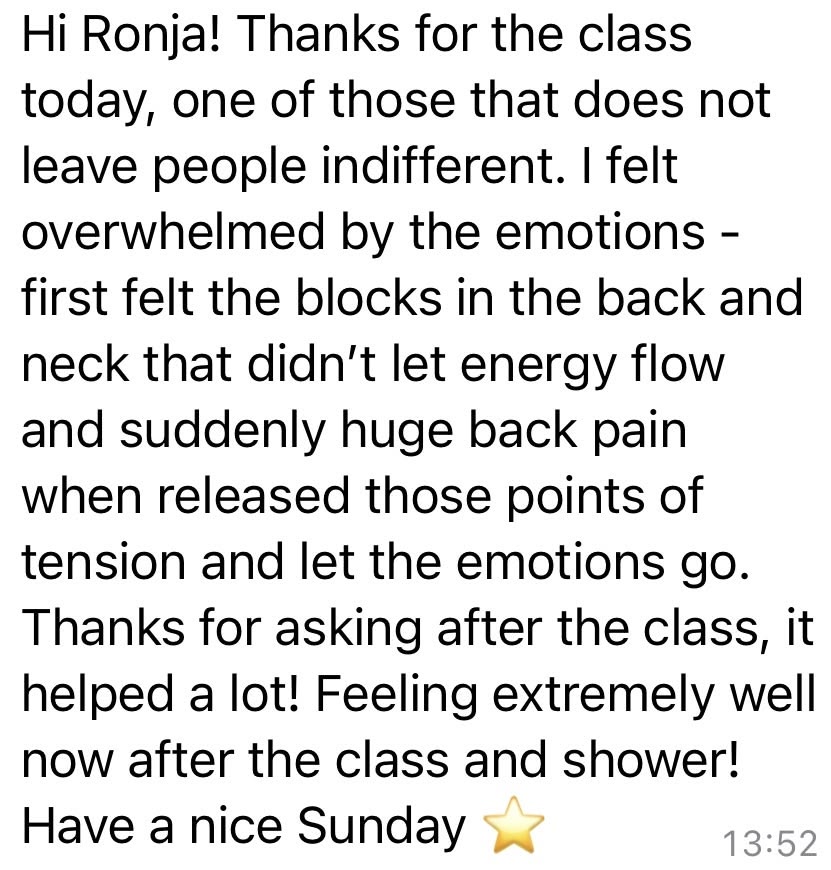 Hi Ronja! Thanks for the class
today, one of those that does not
leave people indifferent. I felt
overwhelmed by the emotions -
first felt the blocks in the back and
neck that didn’t let energy flow
and suddenly huge back pain
when released those points of
tension and let the emotions go.
Thanks for asking after the class, it
helped a lot! Feeling extremely well
now after the class and shower!
Have a nice Sunday ⭐
13:52